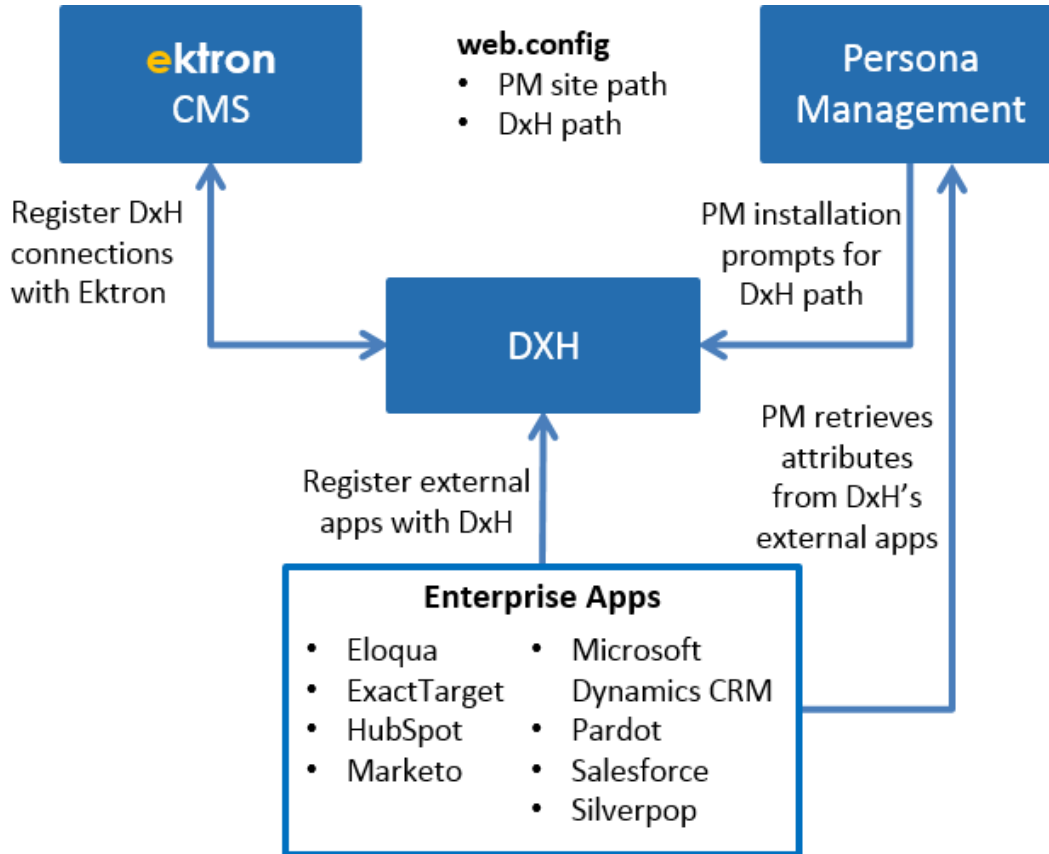 ektron
CMS
web.config
• PM site path
• DxH path
Persona
Management
Register DxH
connections
with Ektron
PM installation
prompts for
DxH path
DXH
Register external
apps with DxH
PM retrieves
attributes
from DxH’s
external apps
Enterprise Apps
• Eloqua
• ExactTarget
• HubSpot
• Marketo
• Microsoft
Dynamics CRM
• Pardot
• Salesforce
• Silverpop